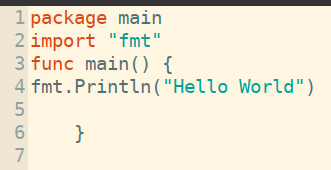 1 package main
2 import "fmt"
3 func main() {
4 fmt.Println("Hello World")
5
6     }
7